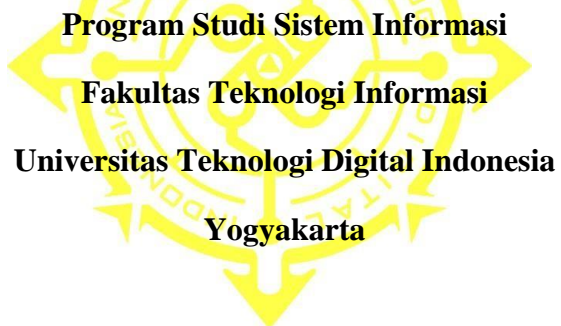 Program Studi Sistem Informasi
Fakultas Teknologi Informasi
Universitas Teknologi Digital Indonesia
Yogyakarta